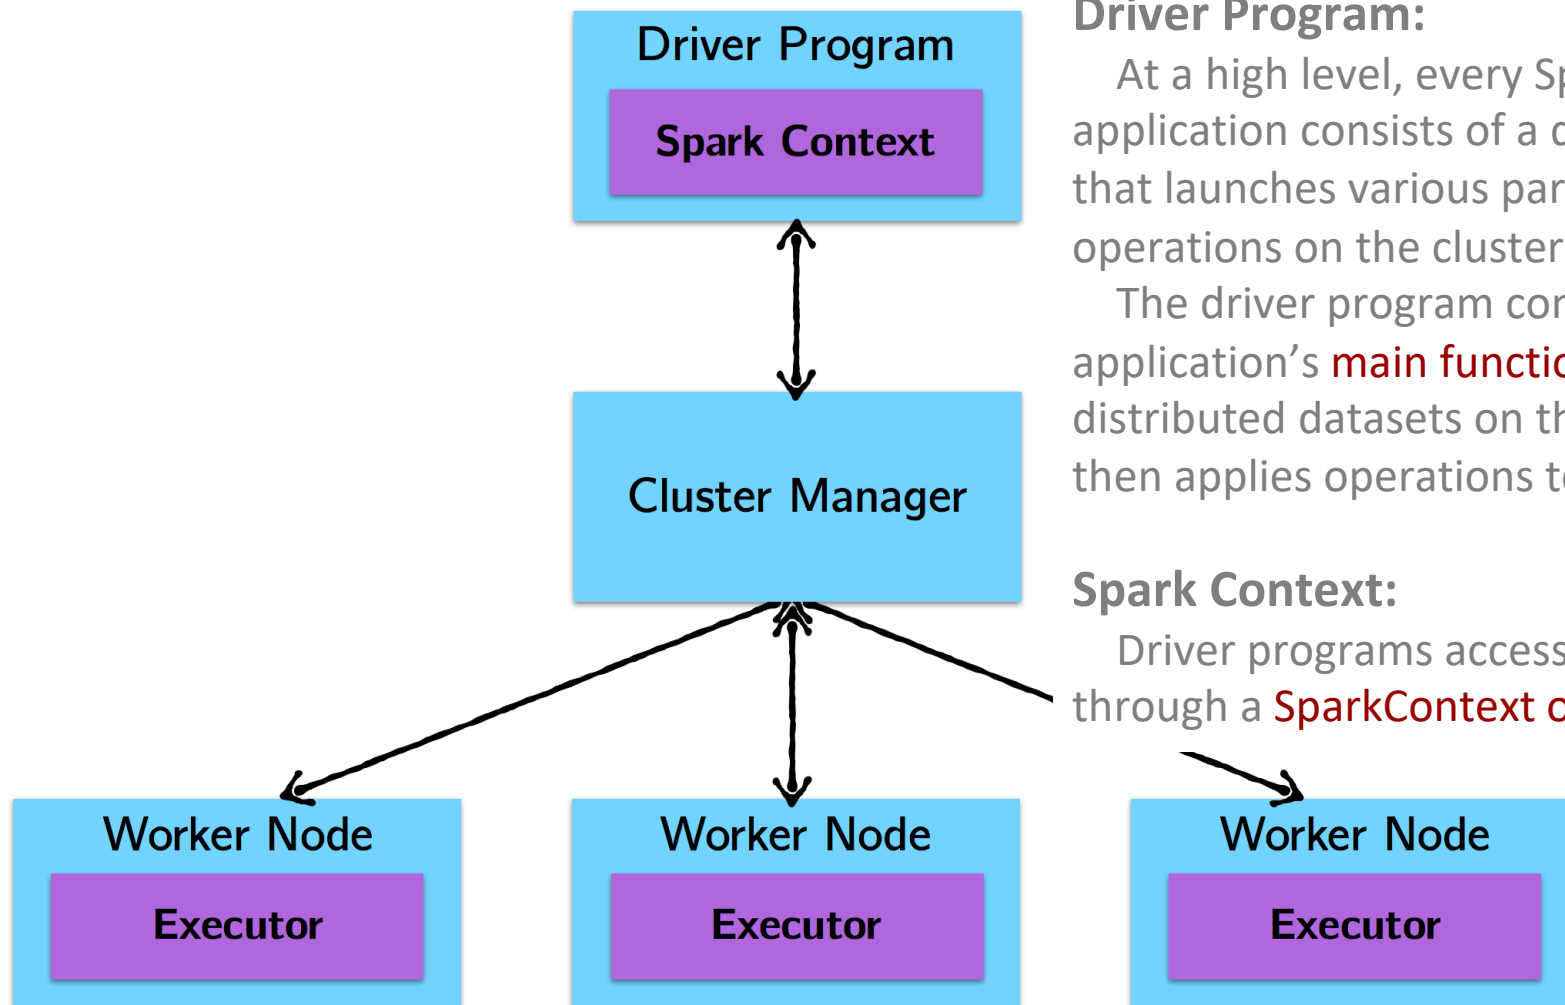 Driver Program
Spark Context
Cluster Manager
Worker Node
Executor
Worker Node
Executor
Worker Node
Executor
Driver Program:
At a high level, every Sp
application consists of a
that launches various par
operations on the cluster
The driver program con
application’s main functio
distributed datasets on th
then applies operations to
Spark Context:
Driver programs access
through a SparkContext o